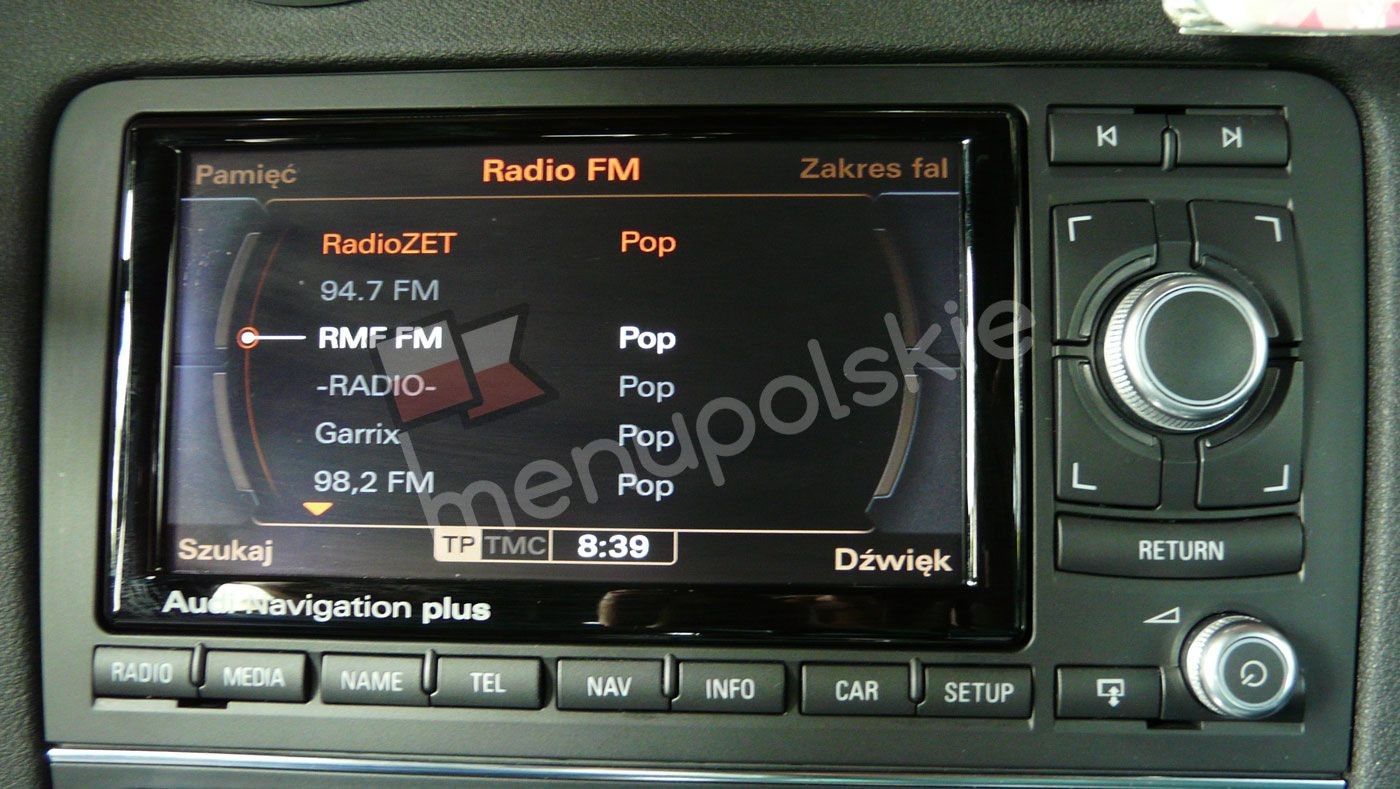 Pamięć Radio FM Zakres fal
RadioZET Pop
94.7 FM
RMF FM Pop
-RADIO- Pop
Garrix Pop
98,2 FM Pop
Szukaj TP TMC 8:39 Dźwięk
Audi Navigation plus
RETURN
RADIO MEDIA NAME TEL NAV INFO CAR SETUP
menupolskie